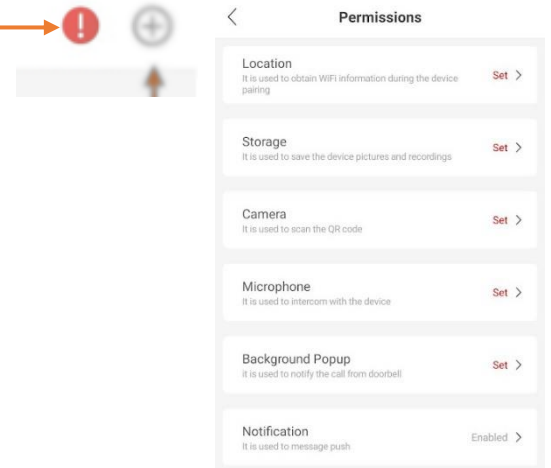 Permissions
Location
It is used to obtain WiFi information during the device
pairing
Set
Storage
It is used to save the device pictures and recordings
Set
Camera
It is used to scan the QR code
Set
Microphone
It is used to intercom with the device
Set
Background Popup
it is used to notify the call from doorbell
Set
Notification
It is used to message push
Enabled